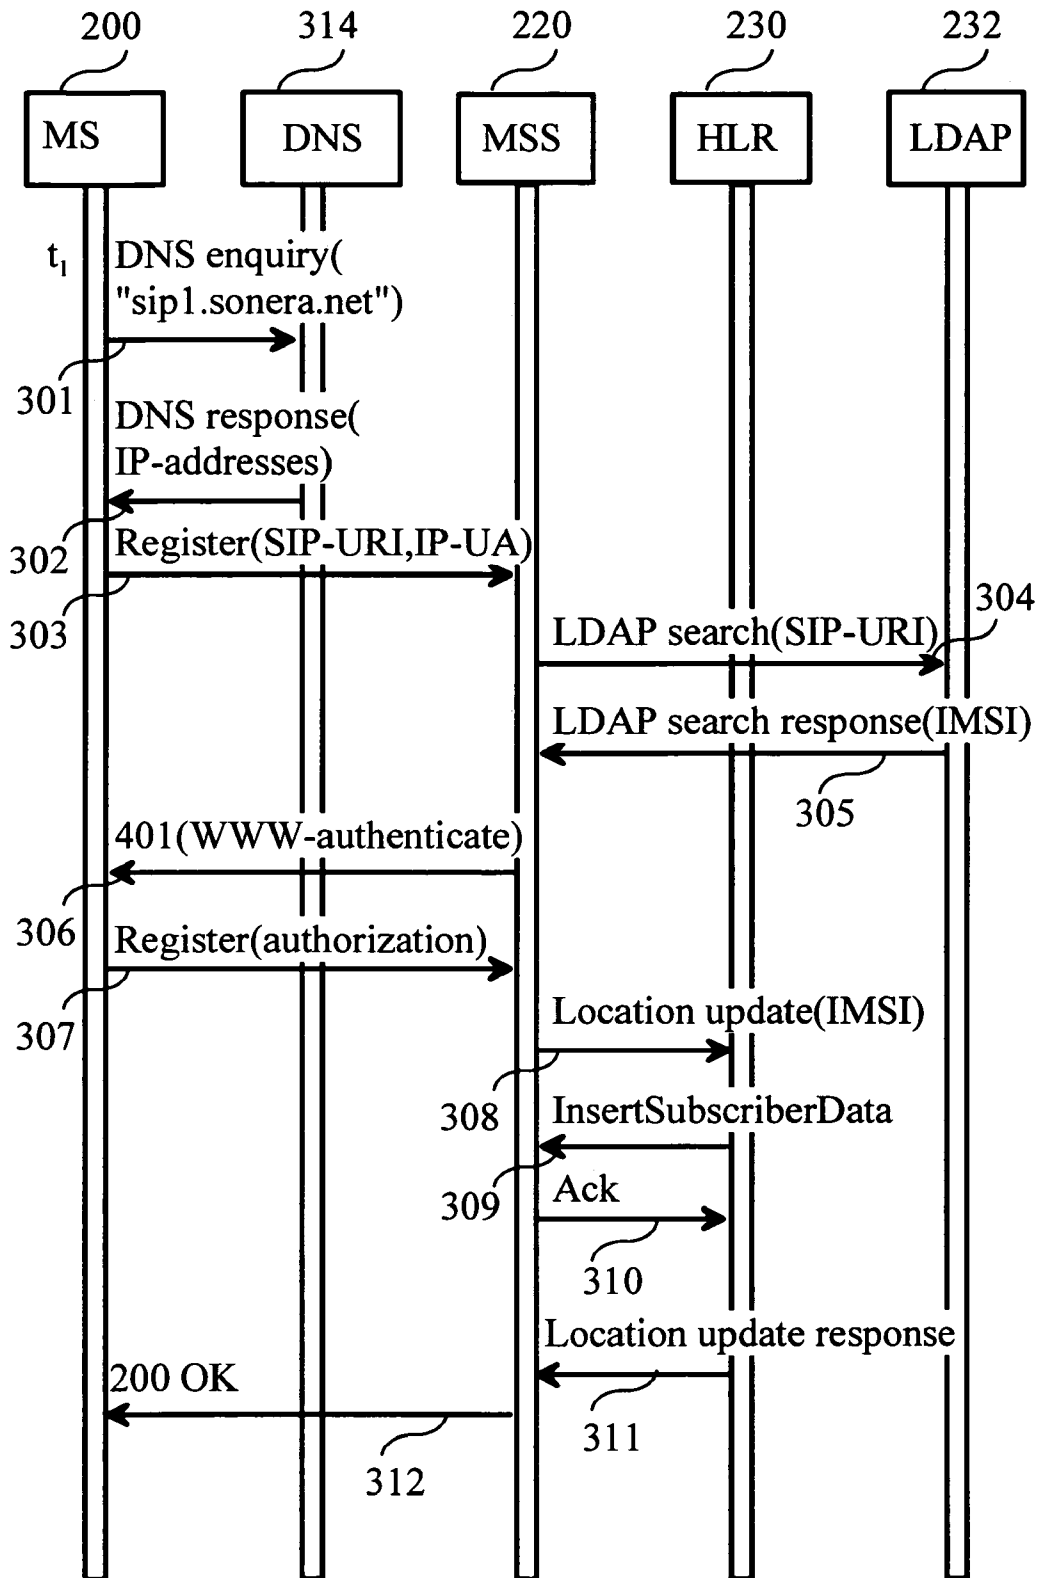 200 314 220 230 232
MS DNS MSS HLR LDAP
t1 DNS enquiry(
"sip1.sonera.net")
301
DNS response(
IP-addresses)
302
Register(SIP-URI,IP-UA)
303
304
LDAP search(SIP-URI)
LDAP search response(IMSI)
305
401(WWW-authenticate)
306
Register(authorization)
307
Location update(IMSI)
308
InsertSubscriberData
309
Ack
310
Location update response
311
200 OK
312